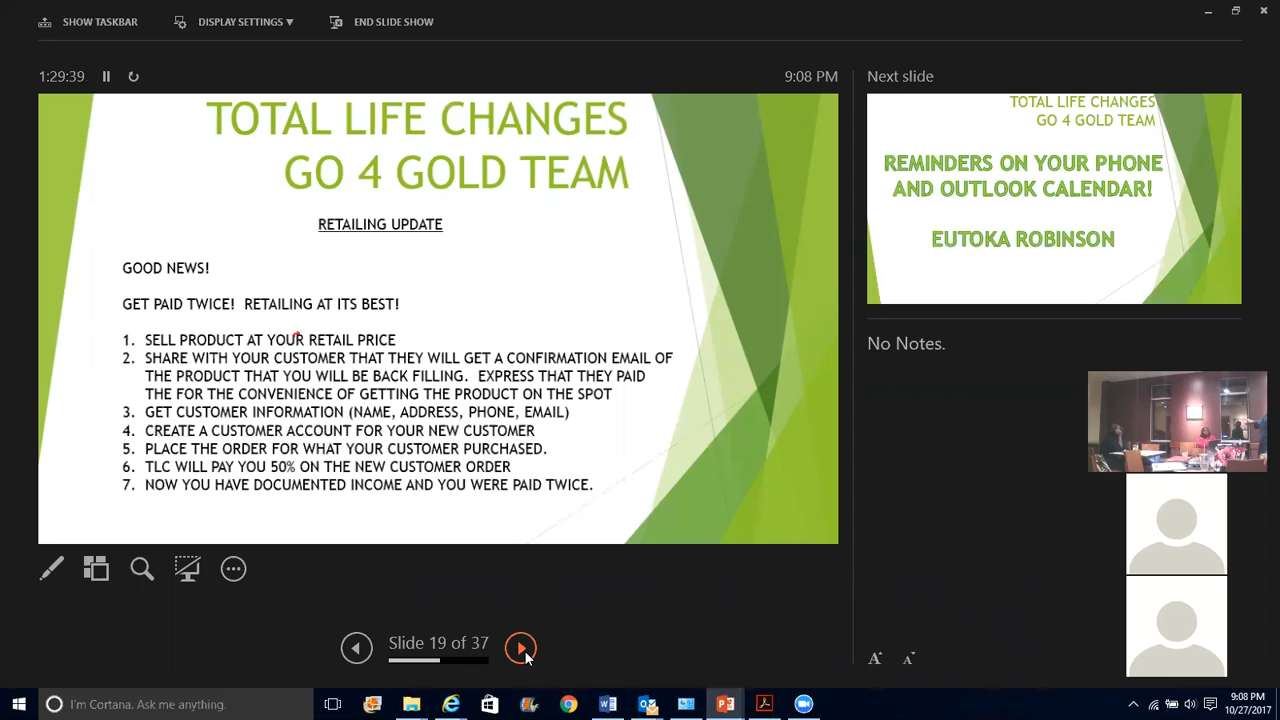 SHOW TASKBAR
DISPLAY SETTINGS ▼
END SLIDE SHOW
1:29:39
9:08 PM
TOTAL LIFE CHANGES
GO 4 GOLD TEAM
RETAILING UPDATE
GOOD NEWS!
GET PAID TWICE! RETAILING AT ITS BEST!
1. SELL PRODUCT AT YOUR RETAIL PRICE
2. SHARE WITH YOUR CUSTOMER THAT THEY WILL GET A CONFIRMATION EMAIL OF
THE PRODUCT THAT YOU WILL BE BACK FILLING. EXPRESS THAT THEY PAID
THE FOR THE CONVENIENCE OF GETTING THE PRODUCT ON THE SPOT
3. GET CUSTOMER INFORMATION (NAME, ADDRESS, PHONE, EMAIL)
4. CREATE A CUSTOMER ACCOUNT FOR YOUR NEW CUSTOMER
5. PLACE THE ORDER FOR WHAT YOUR CUSTOMER PURCHASED.
6. TLC WILL PAY YOU 50% ON THE NEW CUSTOMER ORDER
7. NOW YOU HAVE DOCUMENTED INCOME AND YOU WERE PAID TWICE.
Slide 19 of 37
Next slide
TOTAL LIFE CHANGES
GO 4 GOLD TEAM
REMINDERS ON YOUR PHONE
AND OUTLOOK CALENDAR!
EUTOKA ROBINSON
No Notes.
A A
I'm Cortana. Ask me anything.
9:08 PM
10/27/2017